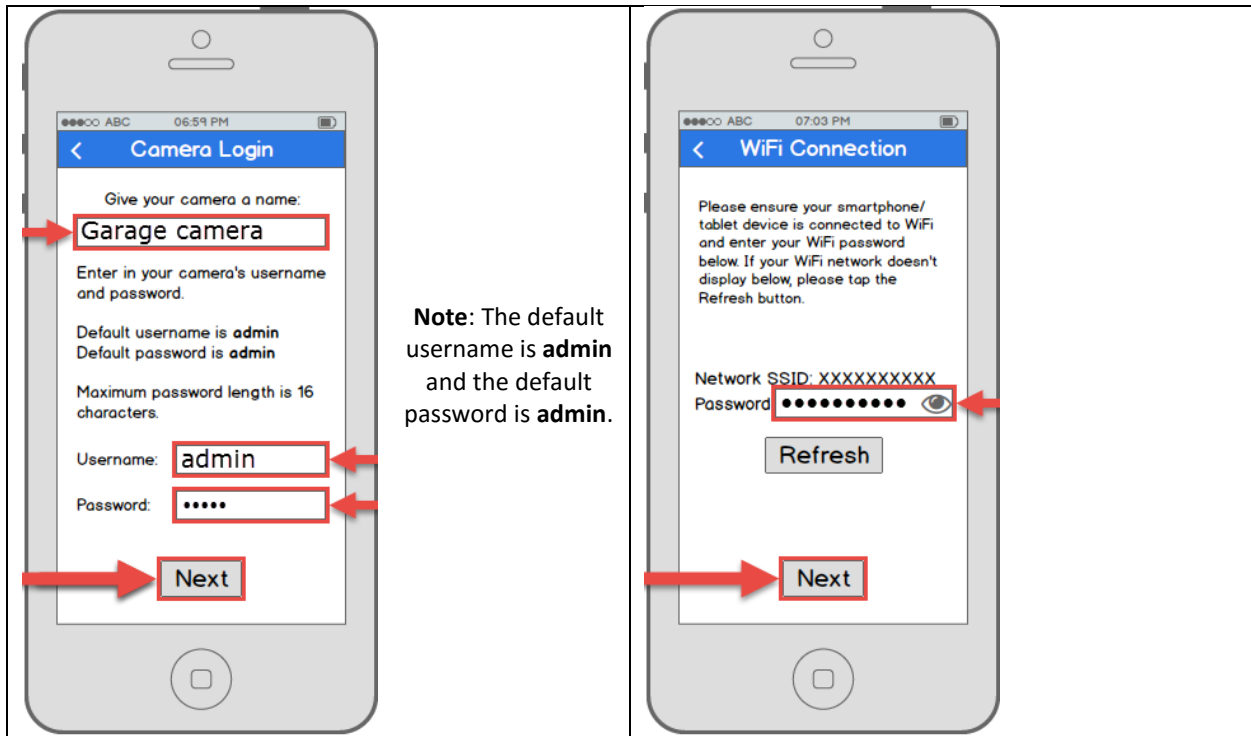 ●●●○○ ABC 06:59 PM
< Camera Login
Give your camera a name:
Garage camera
Enter in your camera's username
and password.
Default username is admin
Default password is admin
Maximum password length is 16
characters.
Username: admin
Password: •••••
Next
Note: The default
username is admin
and the default
password is admin.
●●●○○ ABC 07:03 PM
< WiFi Connection
Please ensure your smartphone/
tablet device is connected to WiFi
and enter your WiFi password
below. If your WiFi network doesn't
display below, please tap the
Refresh button.
Network SSID: XXXXXXXXXX
Password ●●●●●●●●●●
Refresh
Next